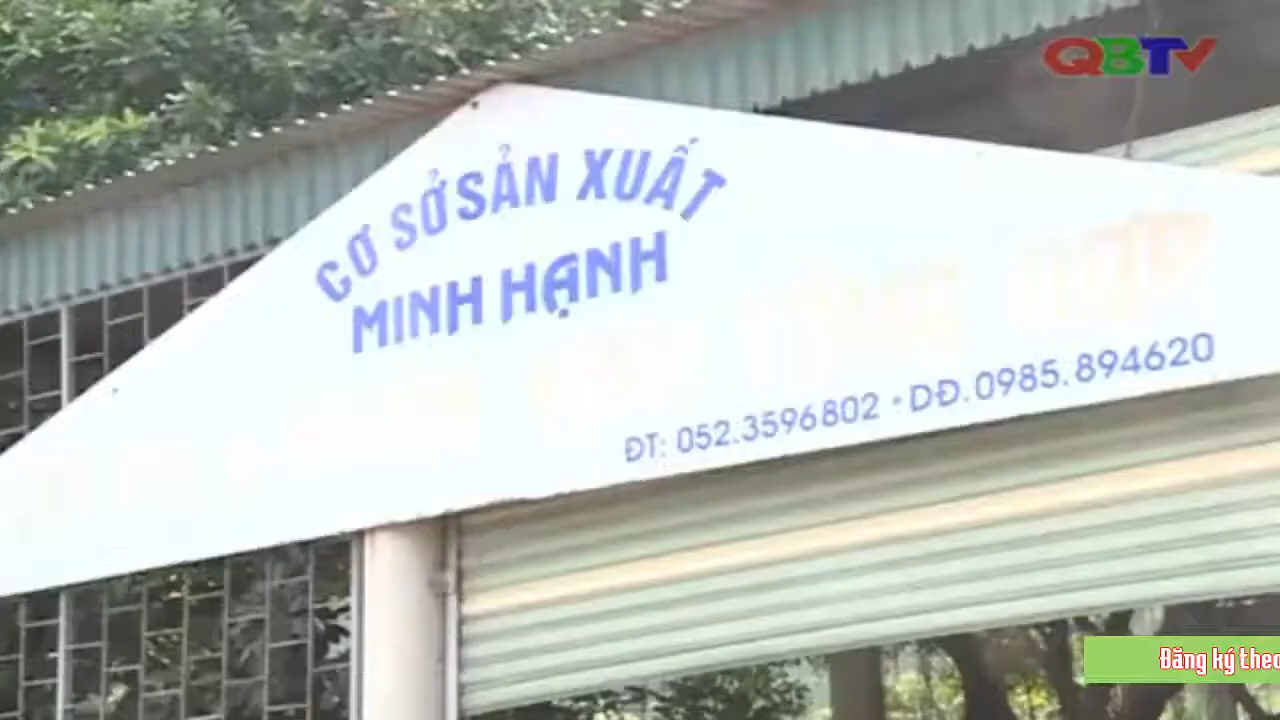 QBTV
CƠ SỞ SẢN XUẤT
MINH HẠNH
ĐT: 052.3596802 • DĐ. 0985.894620
Đăng ký theo